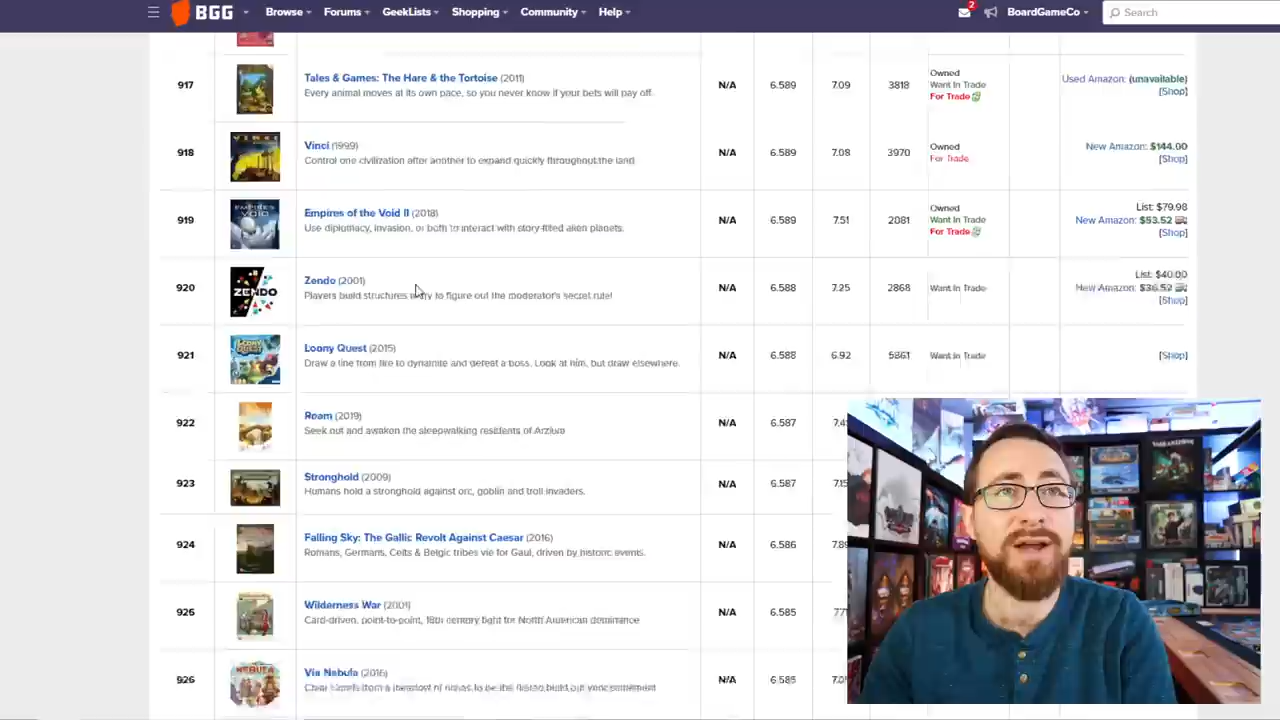 BGG Browse Forums GeekLists Shopping Community Help 2 BoardGameCo Search
917 Tales & Games: The Hare & the Tortoise (2011) N/A 6.589 7.09 3818 Owned Used Amazon: (unavailable)
Every animal moves at its own pace, so you never know if your bets will pay off. Want In Trade [Shop]
For Trade
918 Vinci (1999) N/A 6.589 7.08 3970 Owned New Amazon: $144.00
Control one civilization after another to expand quickly throughout the land For Trade [Shop]
919 Empires of the Void II (2018) N/A 6.589 7.51 2081 Owned List: $79.98
Use diplomacy, invasion, or both to interact with story-filled alien planets. Want In Trade New Amazon: $53.52
For Trade [Shop]
920 ZENDO Zendo (2001) N/A 6.588 7.25 2868 Want In Trade List: $40.00
Players build structures to figure out the moderator's secret rule! New Amazon: [Shop]
921 Loony Quest (2015) N/A 6.588 6.92 5861 Want In Trade [Shop]
Draw a line from life to dynamite and defeat a boss. Look at him, but draw elsewhere.
922 Roam (2019) N/A 6.587
Seek out and awaken the sleepwalking residents of Arzium
923 Stronghold (2009) N/A 6.587
Humans hold a stronghold against orc, goblin and troll invaders.
924 Falling Sky: The Gallic Revolt Against Caesar (2016) N/A 6.586
Romans, Germans, Celts & Belgic tribes vie for Gaul, driven by historic events.
925 Wilderness War (2001) N/A 6.585
Card-driven, point-to-point, 18th century fight for North American dominance
926 Via Nebula (2016) N/A 6.585